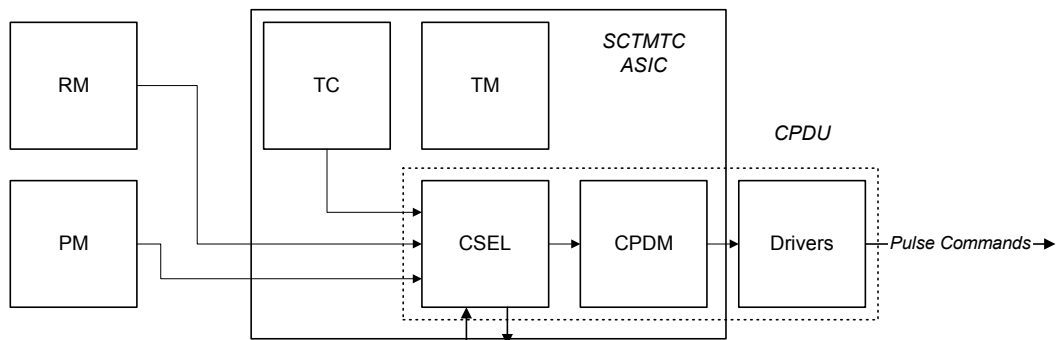 SCTMTC
ASIC
RM
TC
TM
CPDU
PM
CSEL
CPDM
Drivers
Pulse Commands